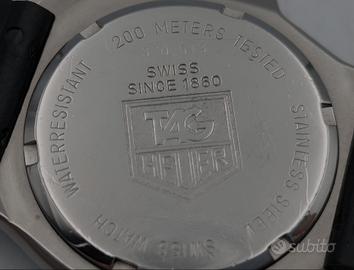 200 METERS TESTED
STAINLESS STEEL
SWISS WATCH
WATERRESISTANT
SWISS
SINCE 1860
TAG
HEUER
subito